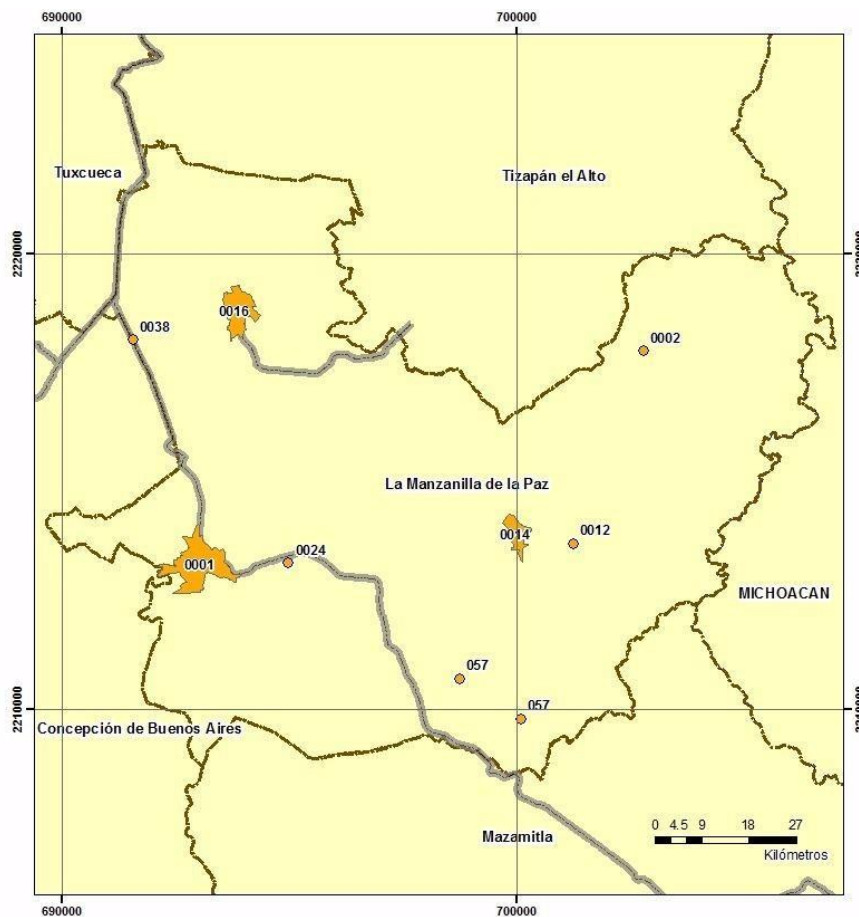 690000
700000
Tuxcueca
Tizapán el Alto
2220000
2220000
0016
0038
0002
La Manzanilla de la Paz
0014
0012
0024
0001
MICHOACAN
057
057
2210000
2210000
Concepción de Buenos Aires
Mazamitla
0 4.5 9 18 27
Kilómetros
690000
700000